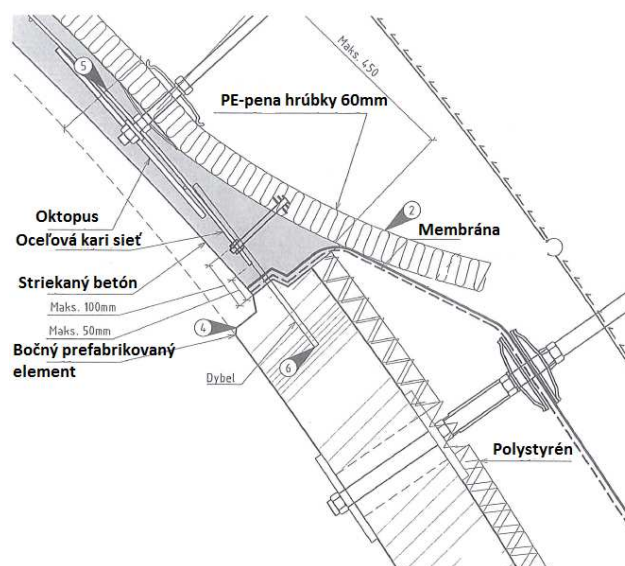 Maks. 450
5
PE-pena hrúbky 60mm
2
Oktopus
Membrána
Oceľová kari sieť
Striekaný betón
Maks. 100mm
Maks. 50mm
4
Bočný prefabrikovaný
element
6
Dybel
Polystyrén